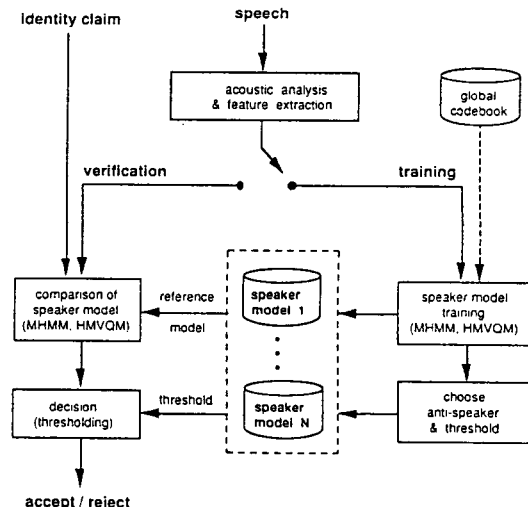 identity claim
speech
acoustic analysis
& feature extraction
global
codebook
verification
training
comparison of
speaker model
(MHMM, HMVQM)
reference
model
speaker
model 1
speaker model
training
(MHMM, HMVQM)
decision
(thresholding)
threshold
speaker
model N
choose
anti-speaker
& threshold
accept / reject